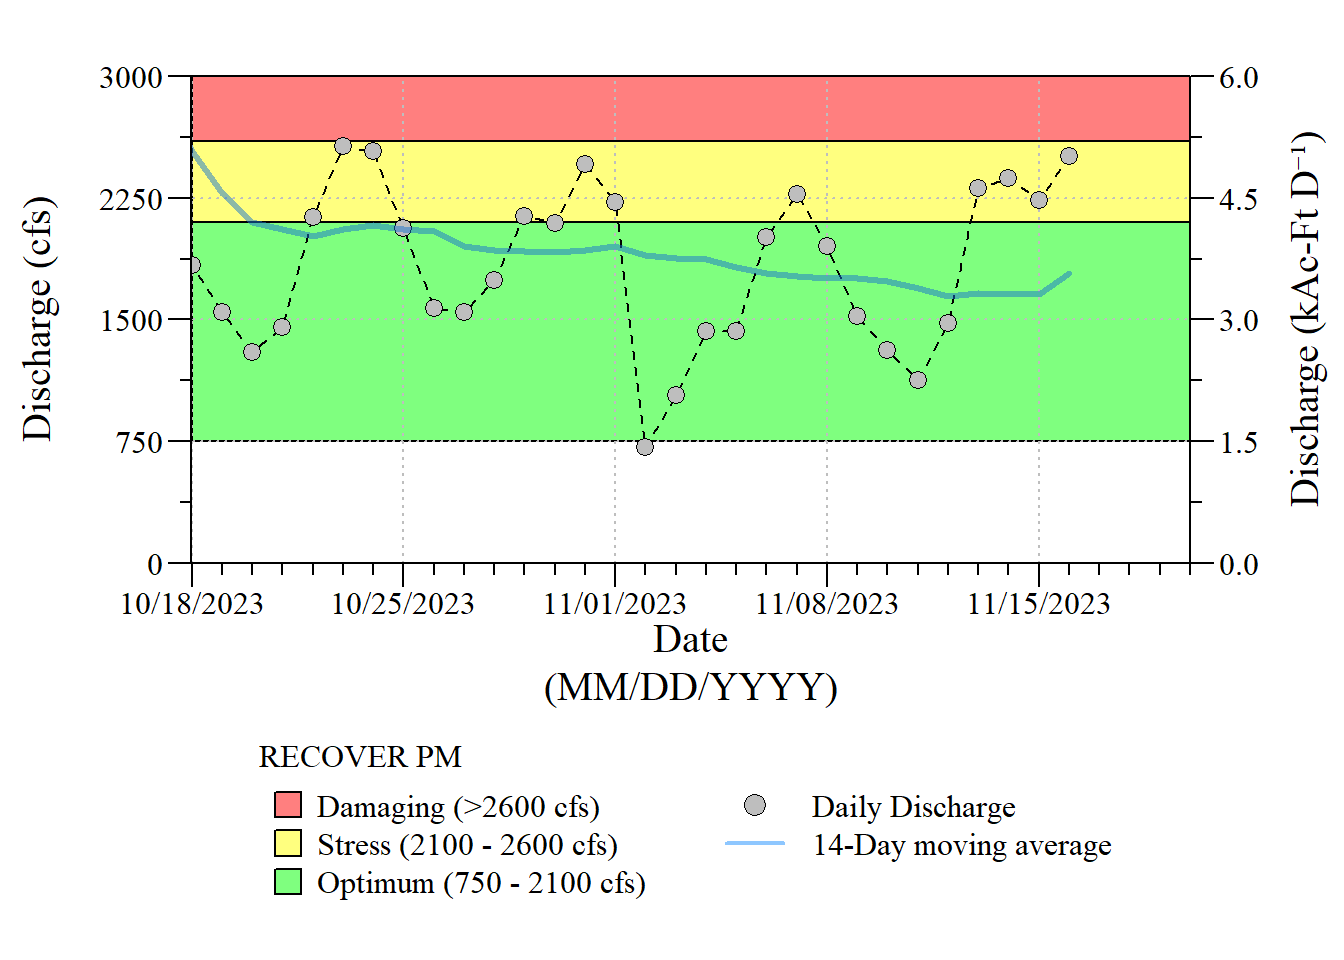 3000
2250
1500
750
0
Discharge (cfs)
6.0
4.5
3.0
1.5
0.0
Discharge (kAc-Ft D⁻¹)
10/18/2023 10/25/2023 11/01/2023 11/08/2023 11/15/2023
Date
(MM/DD/YYYY)
RECOVER PM
Damaging (>2600 cfs)
Stress (2100 - 2600 cfs)
Optimum (750 - 2100 cfs)
Daily Discharge
14-Day moving average